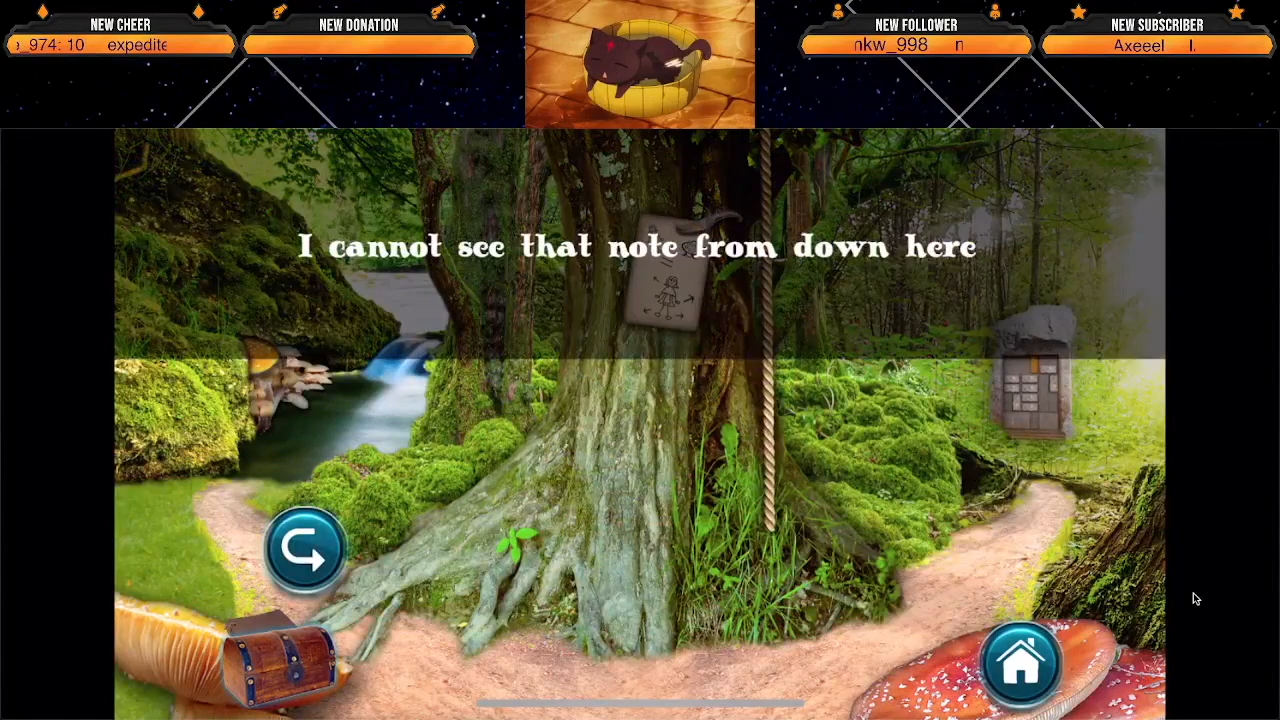 NEW CHEER
974: 10 expedite
NEW DONATION
NEW FOLLOWER
nkw_998 n
NEW SUBSCRIBER
Axeeel
I cannot see that note from down here